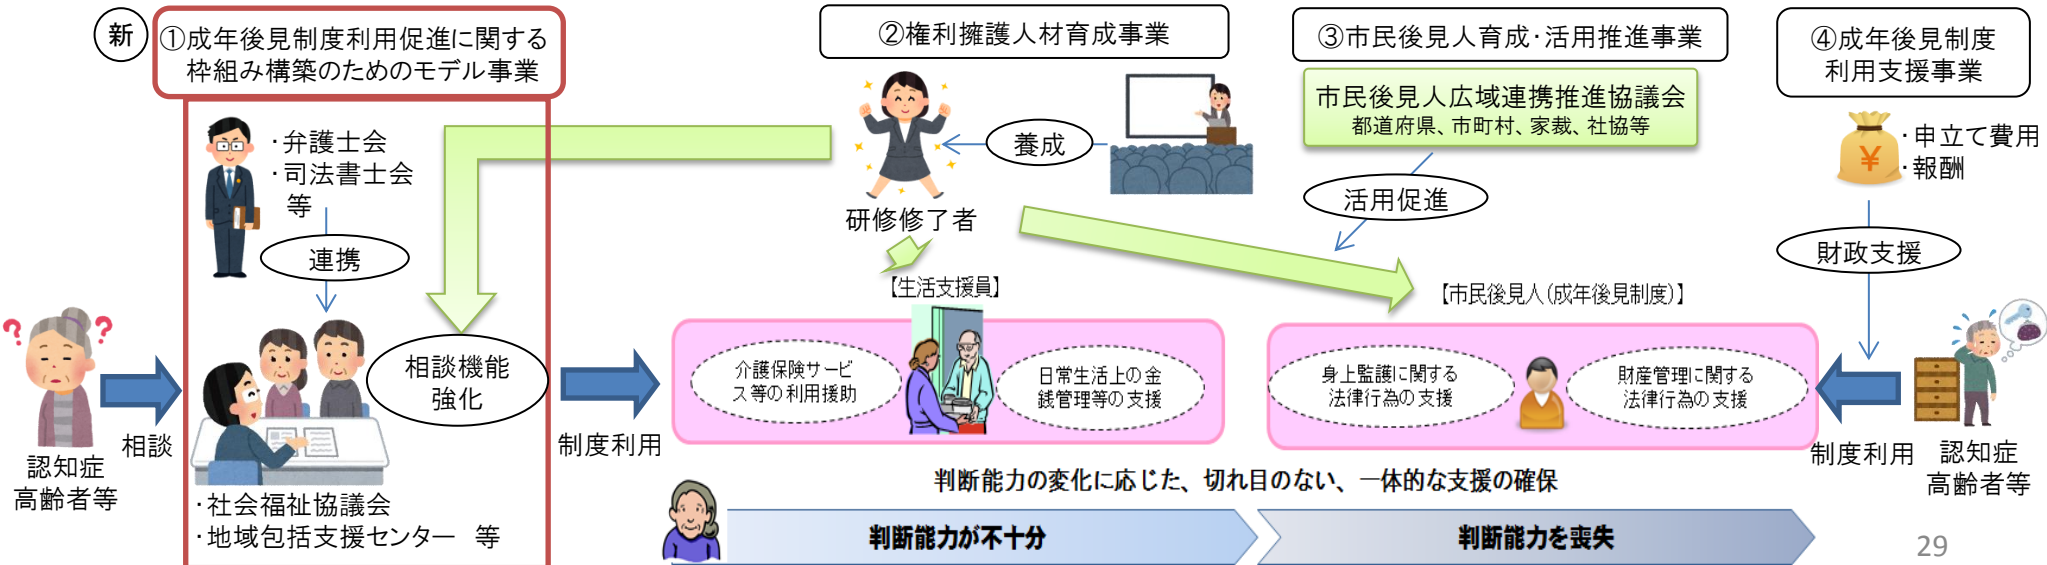 新
①成年後見制度利用促進に関する
枠組み構築のためのモデル事業
・弁護士会
・司法書士会
等
連携
相談機能
強化
?
?
認知症
高齢者等
相談
・社会福祉協議会
・地域包括支援センター 等
制度利用
②権利擁護人材育成事業
養成
研修修了者
【生活支援員】
介護保険サービ
ス等の利用援助
日常生活上の金
銭管理等の支援
③市民後見人育成・活用推進事業
市民後見人広域連携推進協議会
都道府県、市町村、家裁、社協等
活用促進
【市民後見人(成年後見制度)】
身上監護に関する
法律行為の支援
財産管理に関する
法律行為の支援
④成年後見制度
利用支援事業
¥
・申立て費用
・報酬
財政支援
制度利用
認知症
高齢者等
判断能力の変化に応じた、切れ目のない、一体的な支援の確保
判断能力が不十分
判断能力を喪失
29